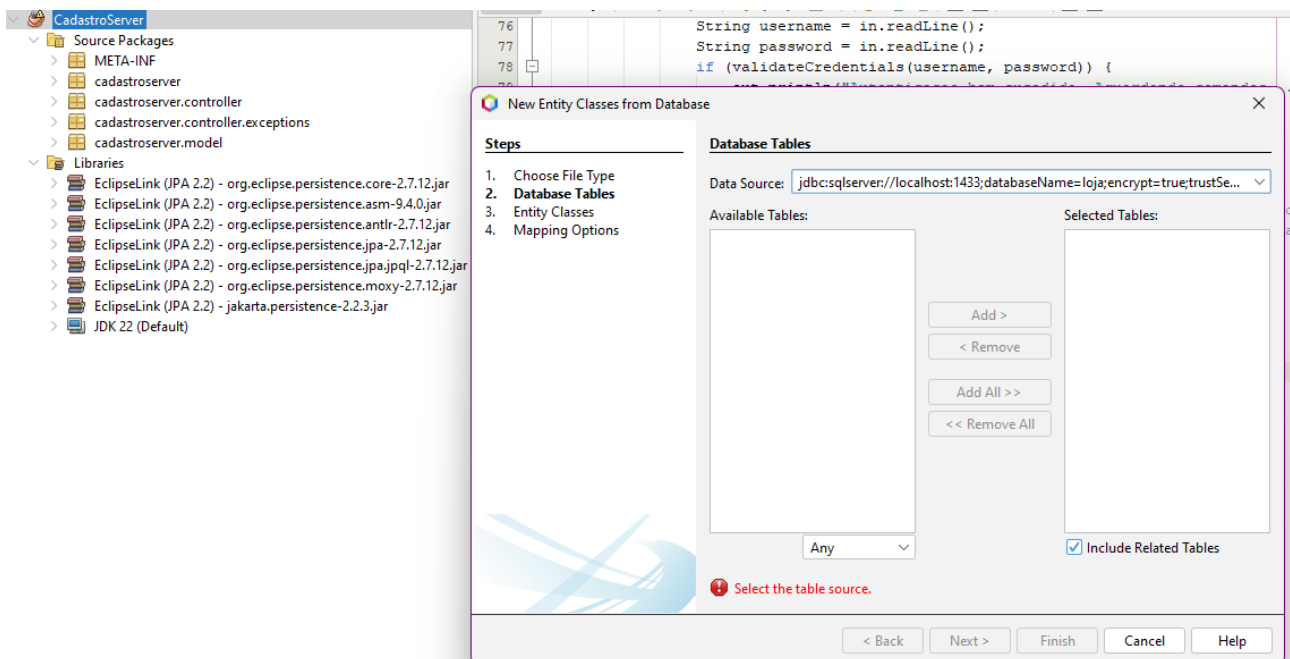 CadastroServer
Source Packages
META-INF
cadastroserver
cadastroserver.controller
cadastroserver.controller.exceptions
cadastroserver.model
Libraries
EclipseLink (JPA 2.2) - org.eclipse.persistence.core-2.7.12.jar
EclipseLink (JPA 2.2) - org.eclipse.persistence.asm-9.4.0.jar
EclipseLink (JPA 2.2) - org.eclipse.persistence.antlr-2.7.12.jar
EclipseLink (JPA 2.2) - org.eclipse.persistence.jpa-2.7.12.jar
EclipseLink (JPA 2.2) - org.eclipse.persistence.jpa.jpql-2.7.12.jar
EclipseLink (JPA 2.2) - org.eclipse.persistence.moxy-2.7.12.jar
EclipseLink (JPA 2.2) - jakarta.persistence-2.2.3.jar
JDK 22 (Default)
76 String username = in.readLine();
77 String password = in.readLine();
78 if (validateCredentials(username, password)) {
New Entity Classes from Database
Steps
1. Choose File Type
2. Database Tables
3. Entity Classes
4. Mapping Options
Database Tables
Data Source: jdbc:sqlserver://localhost:1433;databaseName=loja;encrypt=true;trustSe...
Available Tables: Selected Tables:
Add >
< Remove
Add All >>
<< Remove All
Any
Include Related Tables
Select the table source.
< Back Next > Finish Cancel Help